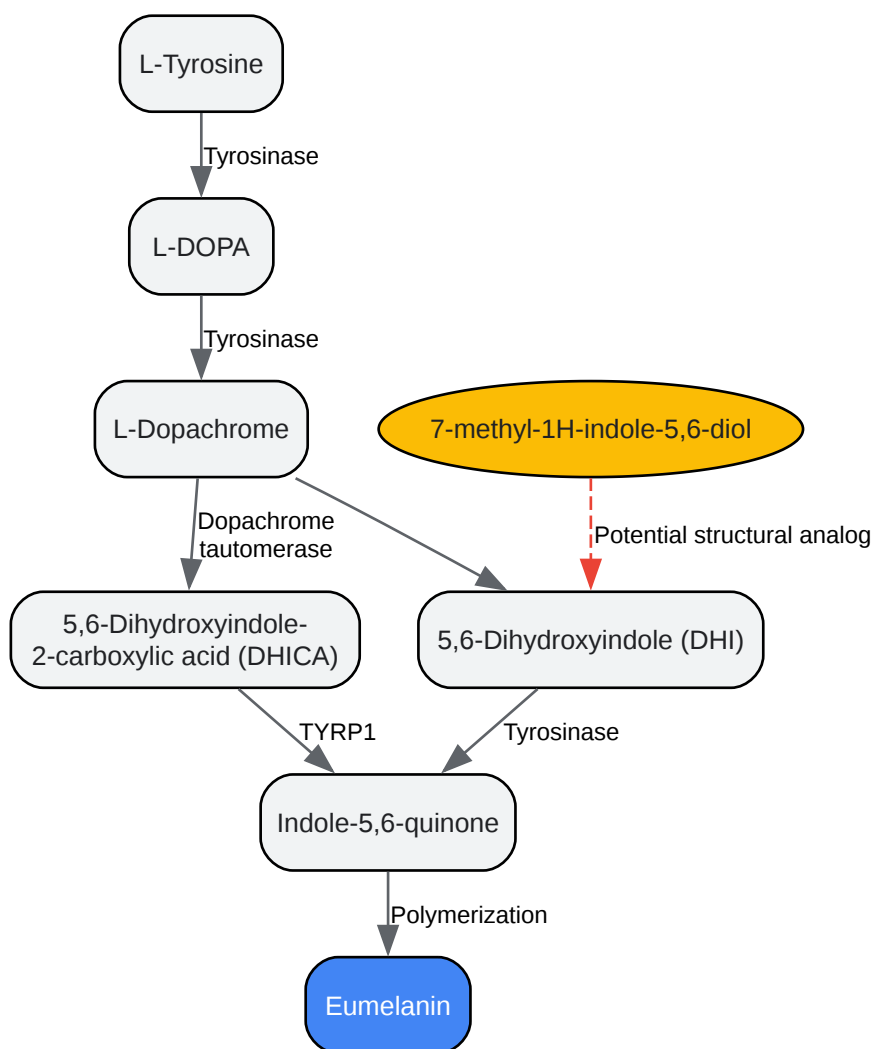 L-Tyrosine
Tyrosinase
L-DOPA
Tyrosinase
L-Dopachrome
7-methyl-1H-indole-5,6-diol
Dopachrome
tautomerase
Potential structural analog
5,6-Dihydroxyindole-
2-carboxylic acid (DHICA)
5,6-Dihydroxyindole (DHI)
TYRP1
Tyrosinase
Indole-5,6-quinone
Polymerization
Eumelanin